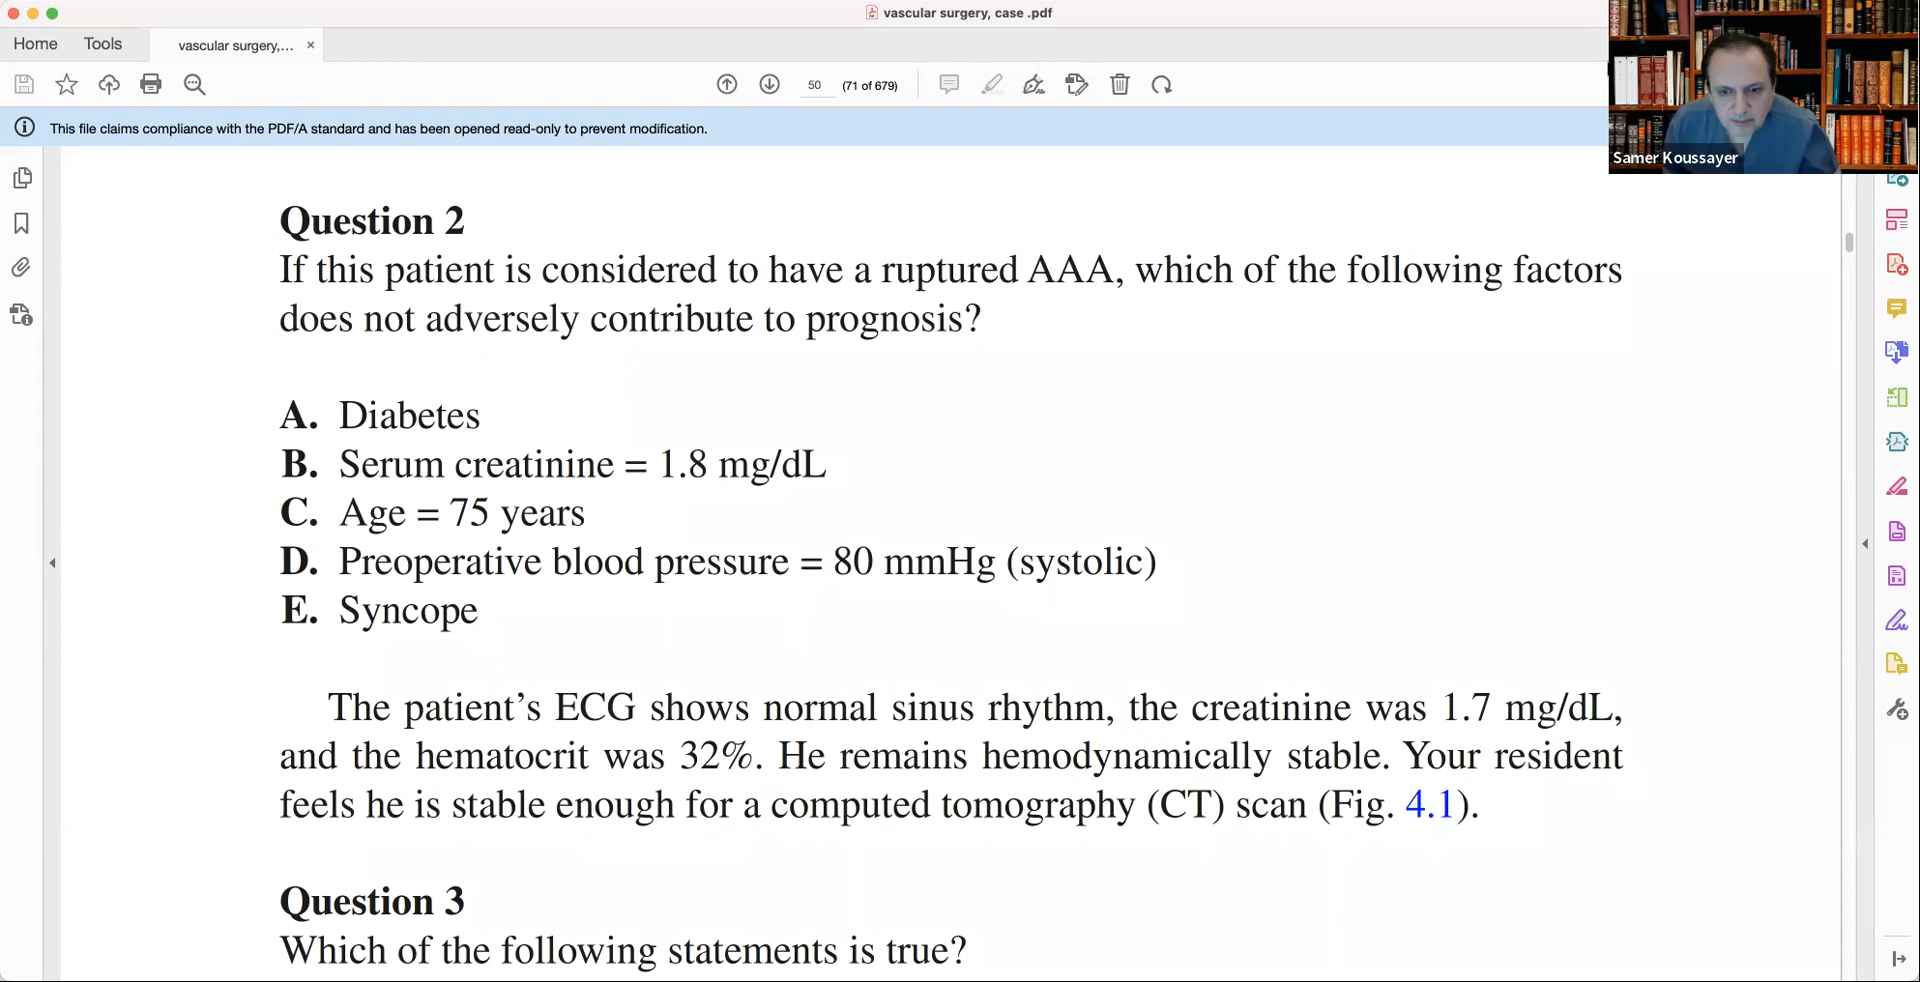 vascular surgery, case .pdf
Home
Tools
vascular surgery,... ×
50 (71 of 679)
This file claims compliance with the PDF/A standard and has been opened read-only to prevent modification.
Samer Koussayer
Question 2
If this patient is considered to have a ruptured AAA, which of the following factors
does not adversely contribute to prognosis?
A. Diabetes
B. Serum creatinine = 1.8 mg/dL
C. Age = 75 years
D. Preoperative blood pressure = 80 mmHg (systolic)
E. Syncope
The patient’s ECG shows normal sinus rhythm, the creatinine was 1.7 mg/dL,
and the hematocrit was 32%. He remains hemodynamically stable. Your resident
feels he is stable enough for a computed tomography (CT) scan (Fig. 4.1).
Question 3
Which of the following statements is true?